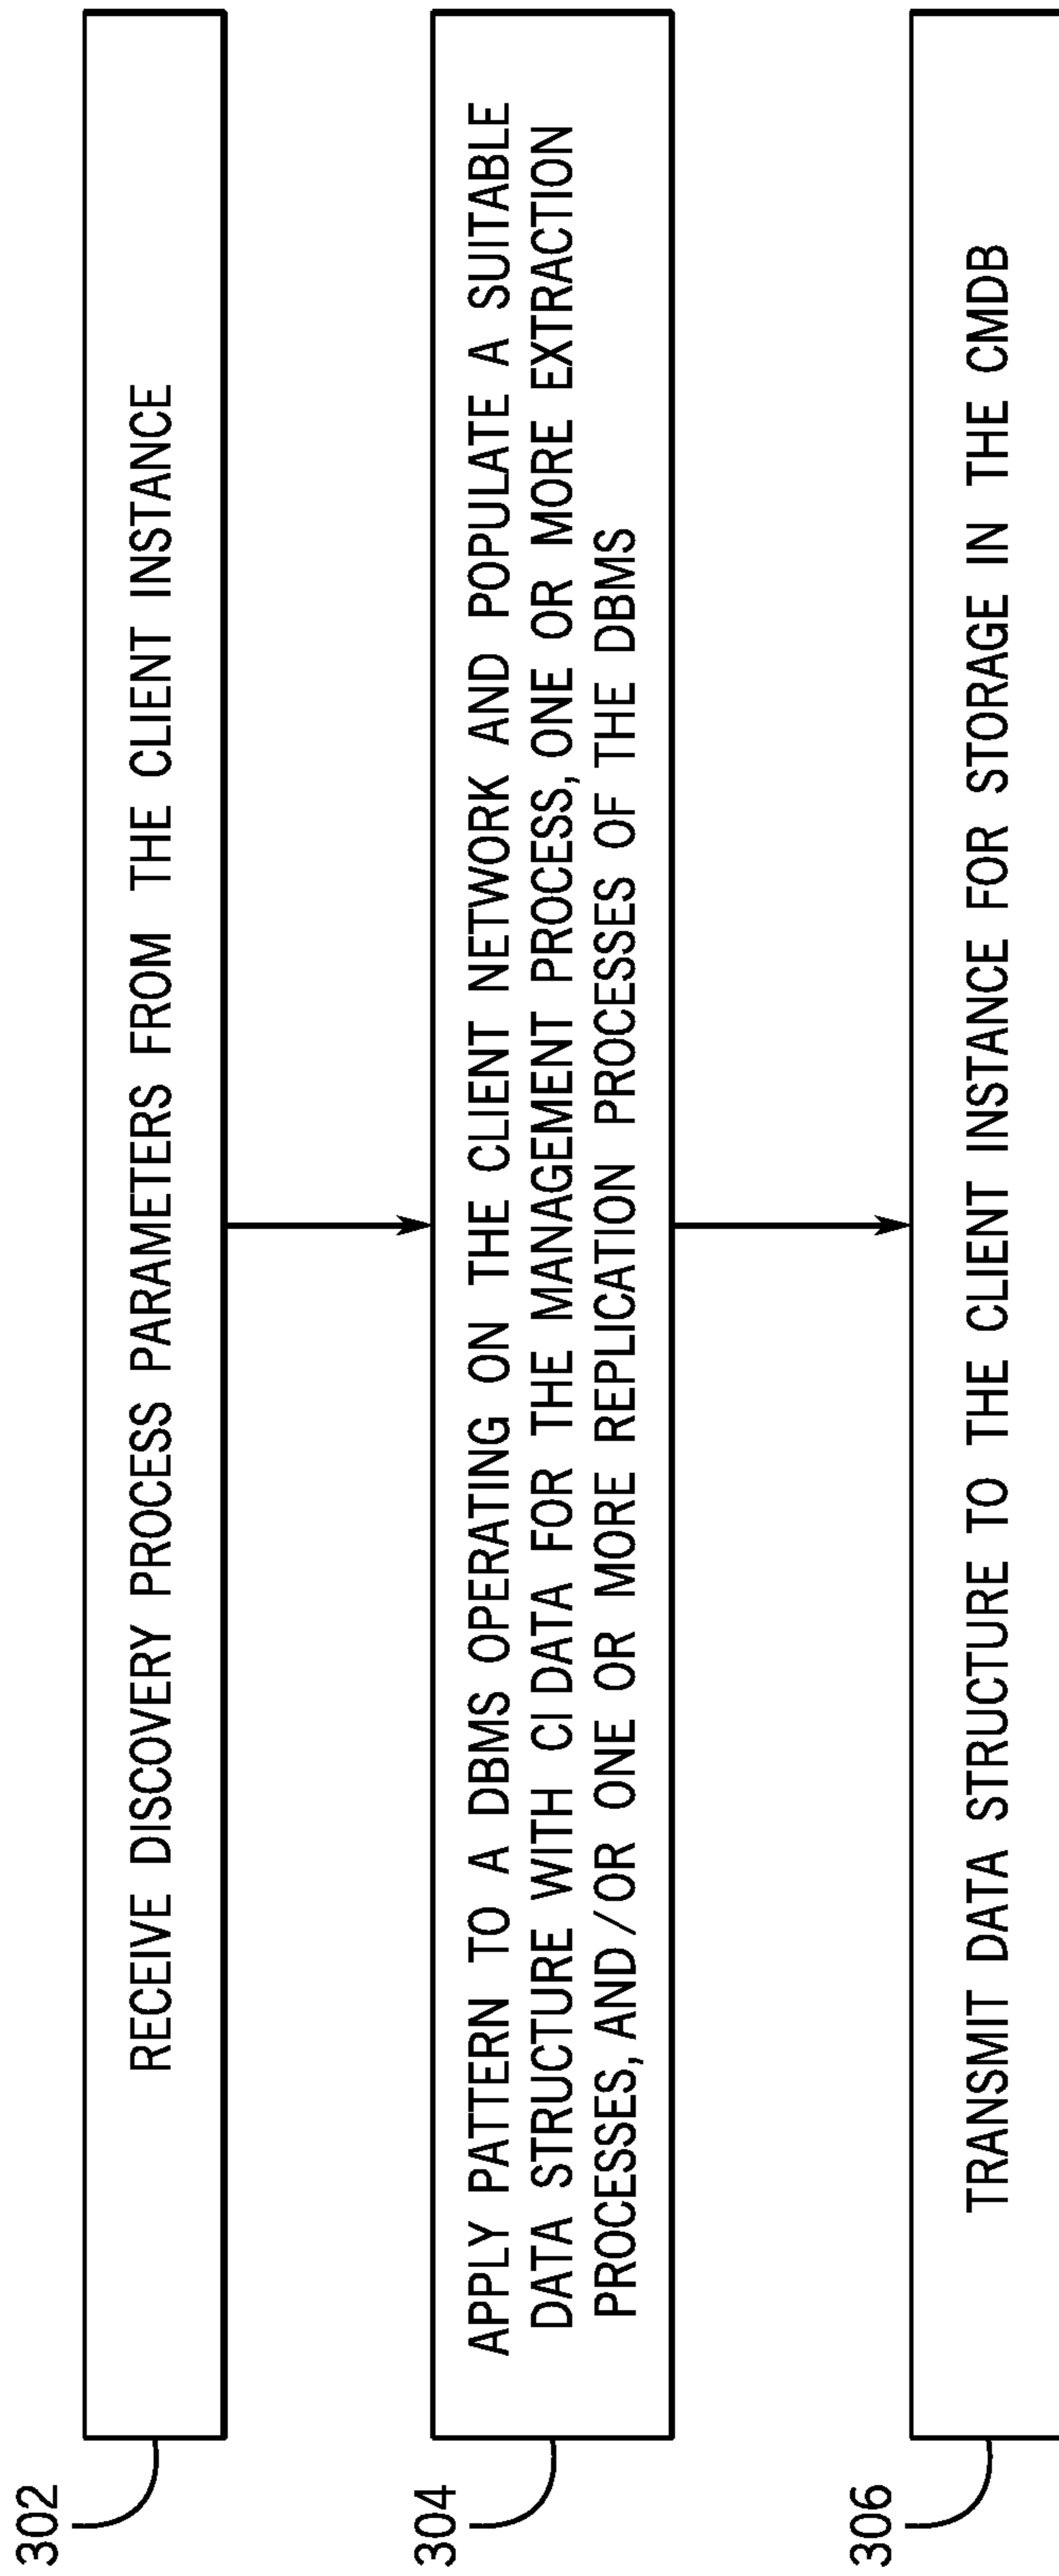 302
RECEIVE DISCOVERY PROCESS PARAMETERS FROM THE CLIENT INSTANCE
304
APPLY PATTERN TO A DBMS OPERATING ON THE CLIENT NETWORK AND POPULATE A SUITABLE
DATA STRUCTURE WITH CI DATA FOR THE MANAGEMENT PROCESS, ONE OR MORE EXTRACTION
PROCESSES, AND/OR ONE OR MORE REPLICATION PROCESSES OF THE DBMS
306
TRANSMIT DATA STRUCTURE TO THE CLIENT INSTANCE FOR STORAGE IN THE CMDB